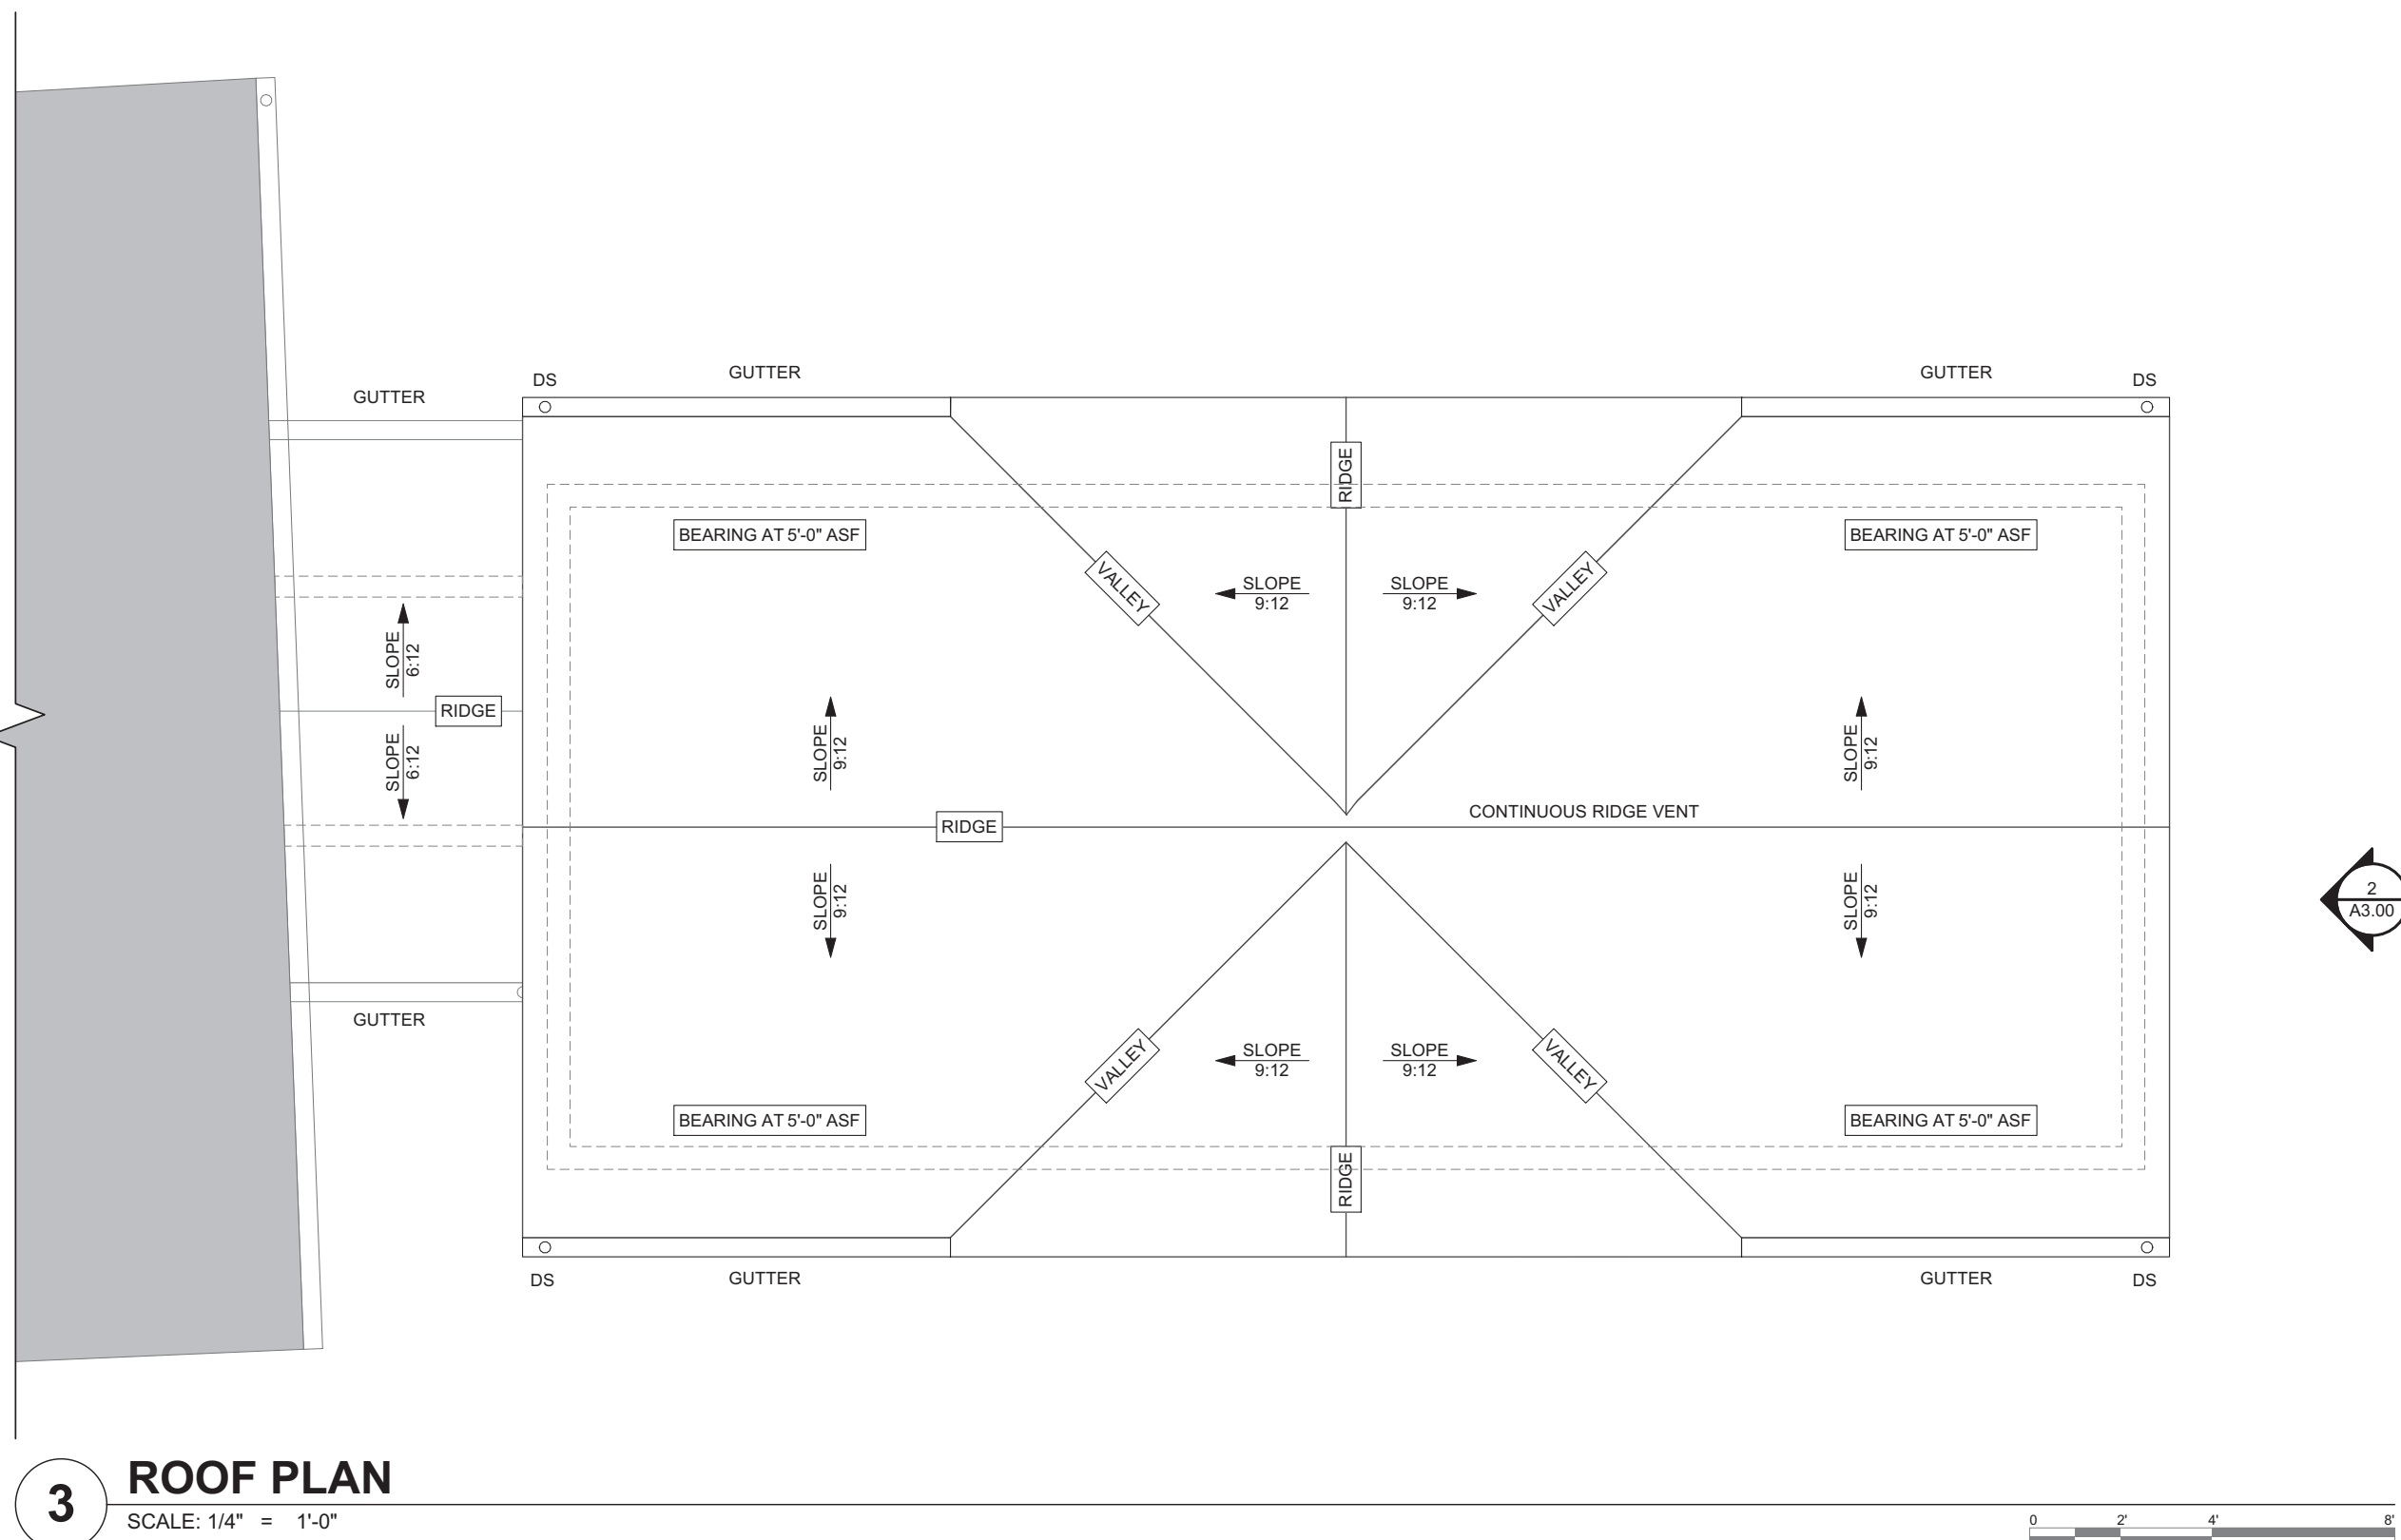 GUTTER
GUTTER
DS
DS
GUTTER
RIDGE
BEARING AT 5'-0" ASF
BEARING AT 5'-0" ASF
VALLEY
SLOPE
9:12
SLOPE
9:12
VALLEY
SLOPE
6:12
RIDGE
SLOPE
6:12
SLOPE
9:12
SLOPE
9:12
RIDGE
CONTINUOUS RIDGE VENT
SLOPE
9:12
SLOPE
9:12
2
A3.00
GUTTER
VALLEY
SLOPE
9:12
SLOPE
9:12
VALLEY
BEARING AT 5'-0" ASF
BEARING AT 5'-0" ASF
RIDGE
DS
GUTTER
GUTTER
DS
3
ROOF PLAN
SCALE: 1/4" = 1'-0"
0 2' 4' 8'